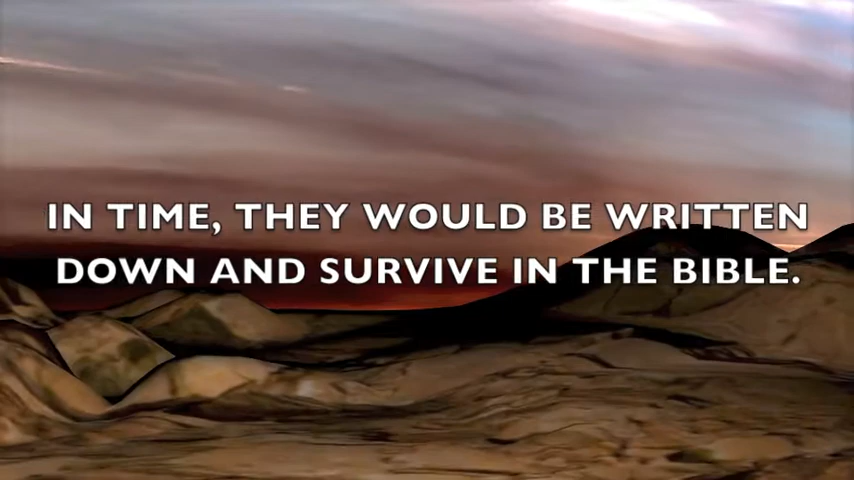 IN TIME, THEY WOULD BE WRITTEN
DOWN AND SURVIVE IN THE BIBLE.